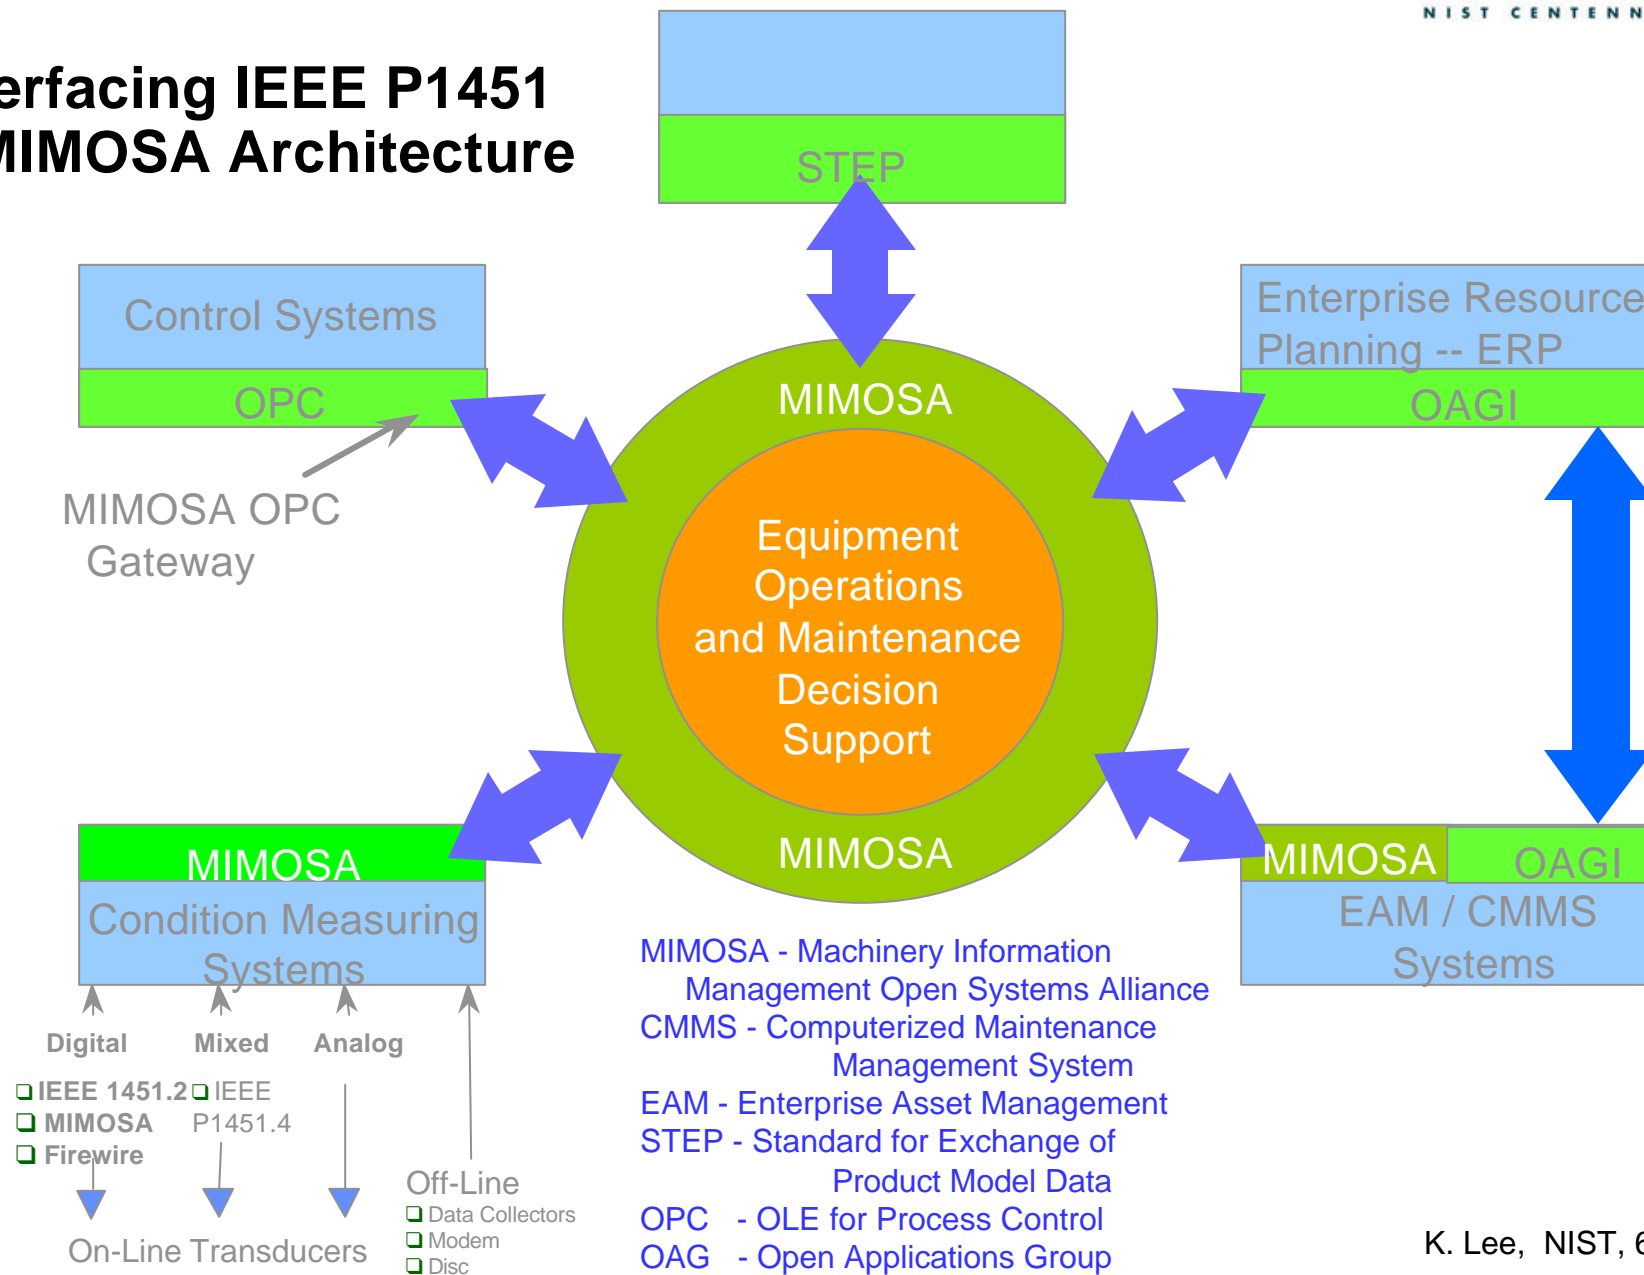 NIST CENTENN
erfacing IEEE P1451
MIMOSA Architecture
STEP
Control Systems
OPC
Enterprise Resource
Planning -- ERP
OAGI
MIMOSA OPC
Gateway
MIMOSA
Equipment
Operations
and Maintenance
Decision
Support
MIMOSA
MIMOSA
Condition Measuring
Systems
MIMOSA OAGI
EAM / CMMS
Systems
Digital Mixed Analog
IEEE 1451.2
MIMOSA
Firewire
IEEE
P1451.4
On-Line Transducers
Off-Line
Data Collectors
Modem
Disc
MIMOSA - Machinery Information
Management Open Systems Alliance
CMMS - Computerized Maintenance
Management System
EAM - Enterprise Asset Management
STEP - Standard for Exchange of
Product Model Data
OPC - OLE for Process Control
OAG - Open Applications Group
K. Lee, NIST, 6